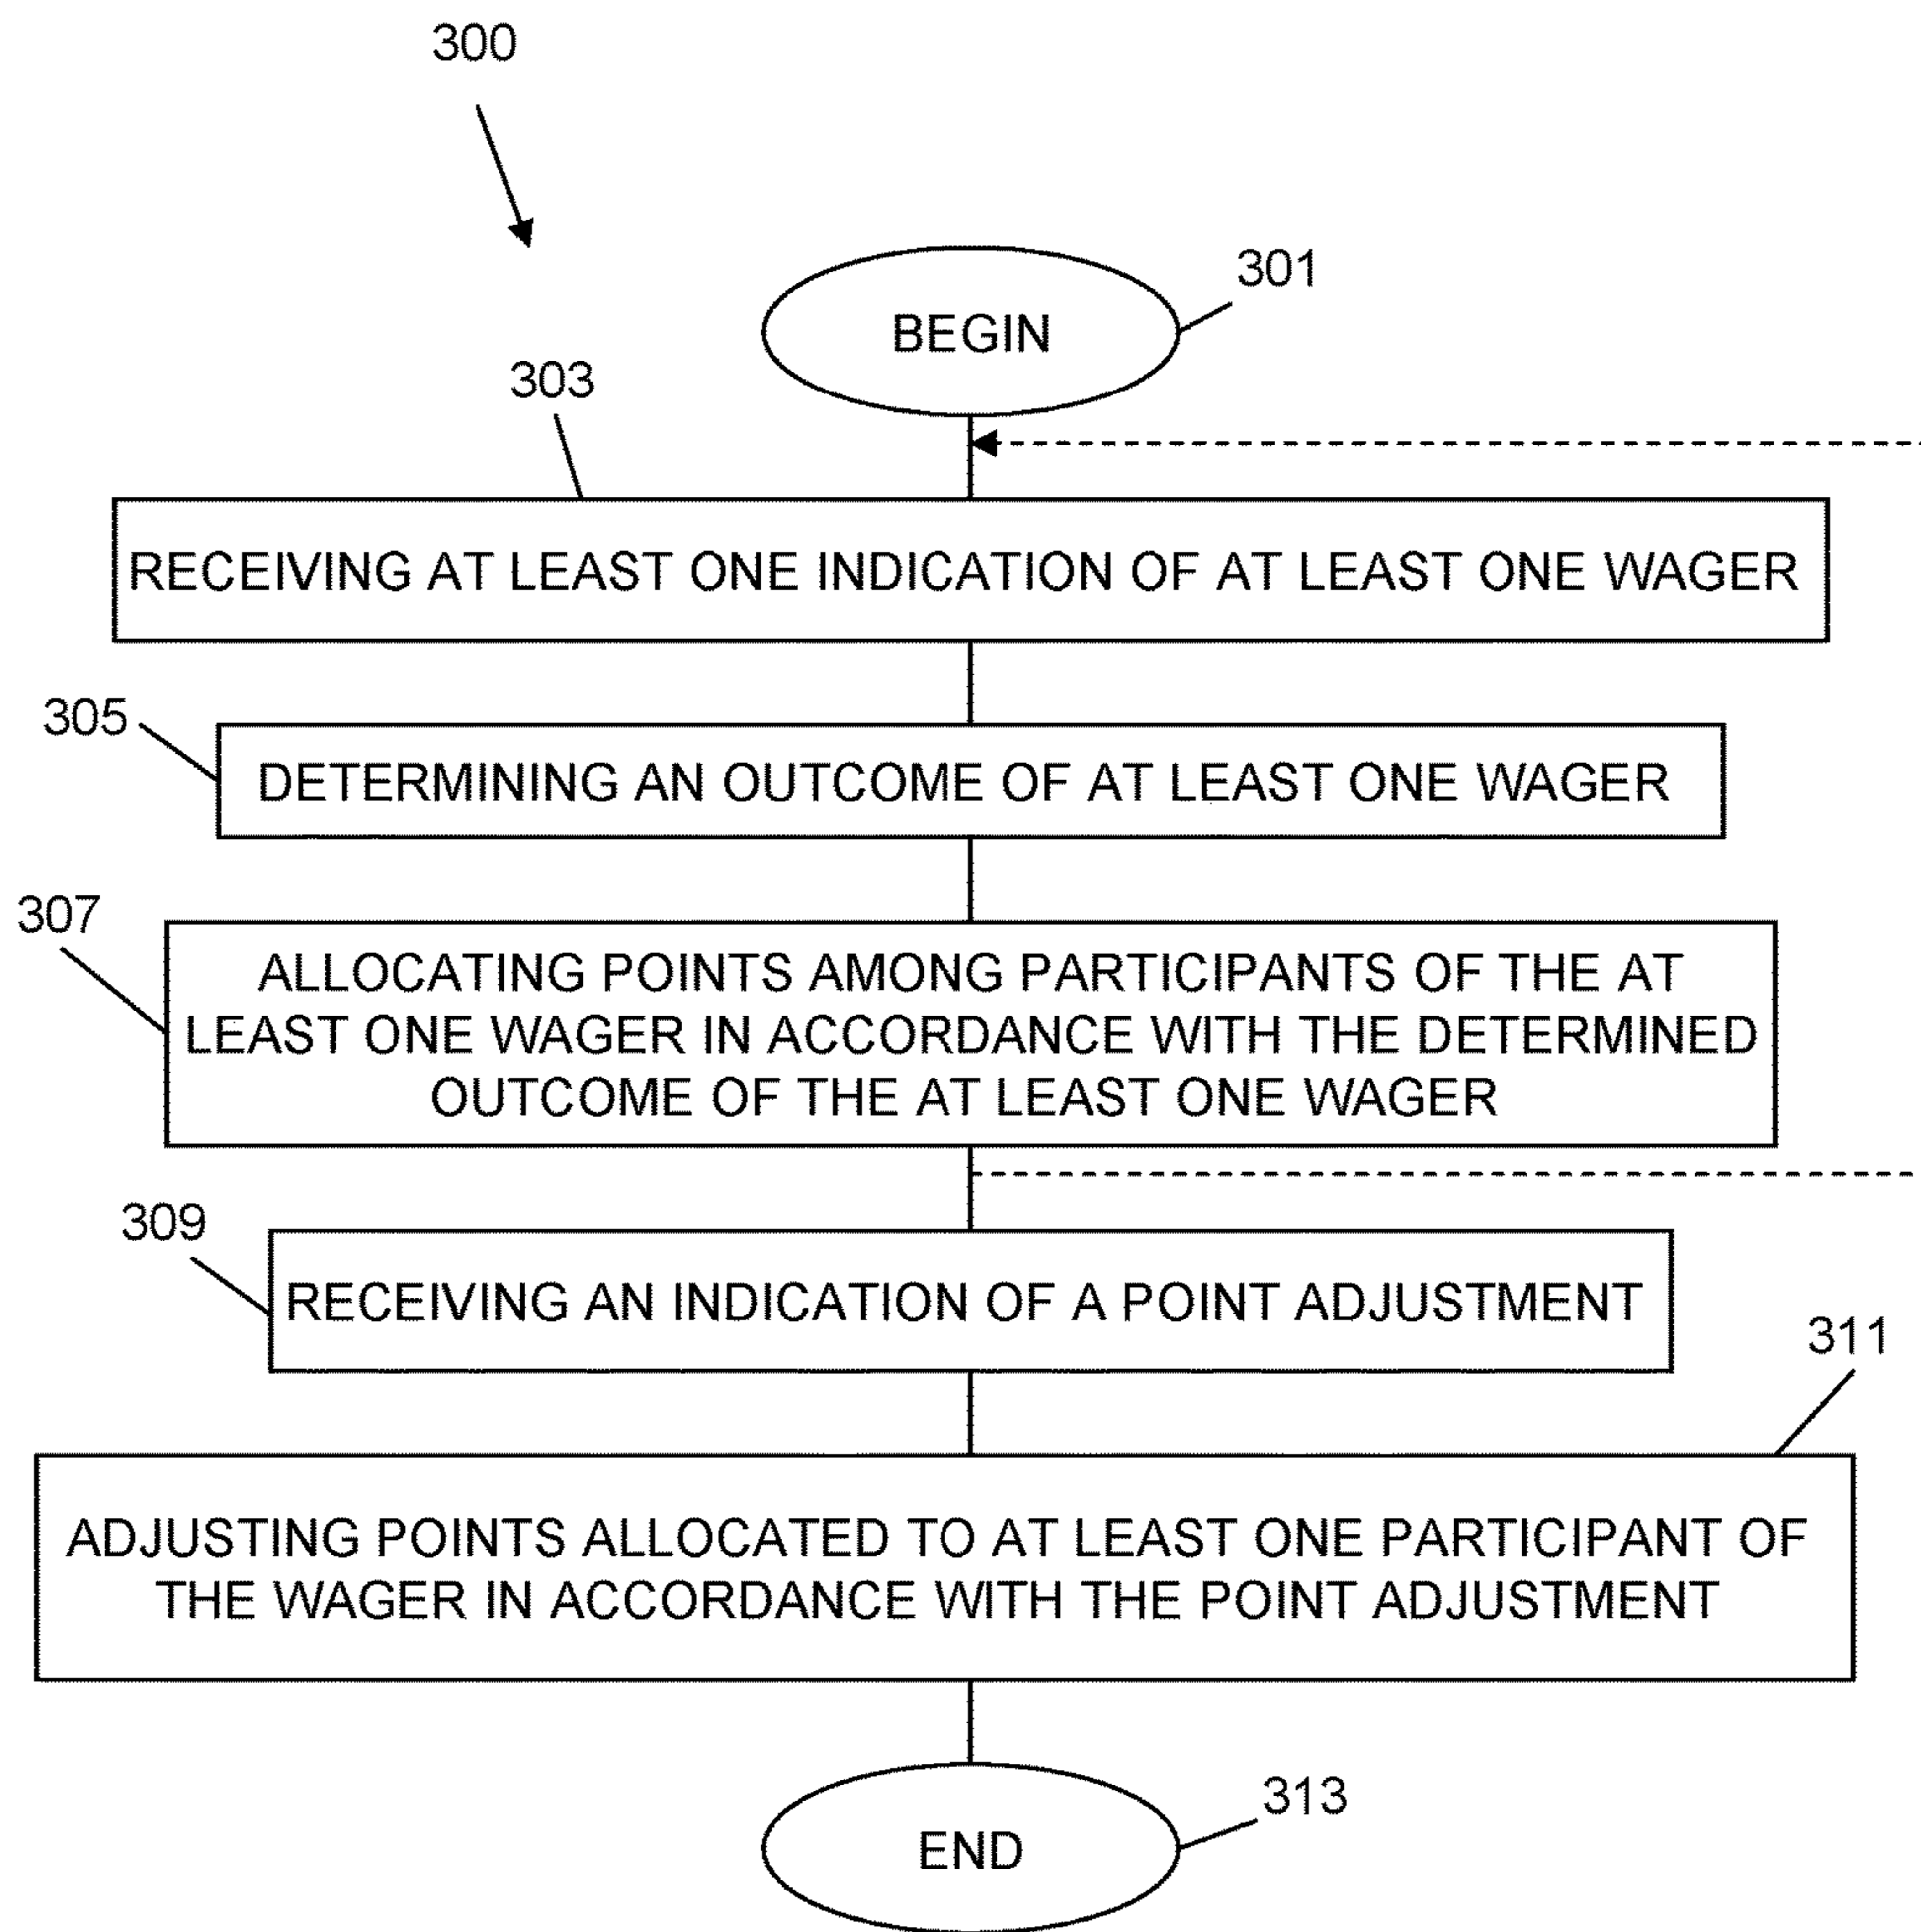 300
301
BEGIN
303
RECEIVING AT LEAST ONE INDICATION OF AT LEAST ONE WAGER
305
DETERMINING AN OUTCOME OF AT LEAST ONE WAGER
307
ALLOCATING POINTS AMONG PARTICIPANTS OF THE AT
LEAST ONE WAGER IN ACCORDANCE WITH THE DETERMINED
OUTCOME OF THE AT LEAST ONE WAGER
309
RECEIVING AN INDICATION OF A POINT ADJUSTMENT
311
ADJUSTING POINTS ALLOCATED TO AT LEAST ONE PARTICIPANT OF
THE WAGER IN ACCORDANCE WITH THE POINT ADJUSTMENT
313
END